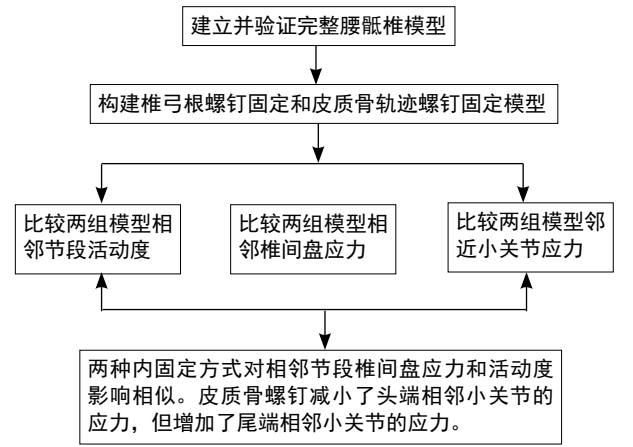 建立并验证完整腰骶椎模型
构建椎弓根螺钉固定和皮质骨轨迹螺钉固定模型
比较两组模型相
邻节段活动度
比较两组模型相
邻椎间盘应力
比较两组模型邻
近小关节应力
两种内固定方式对相邻节段椎间盘应力和活动度
影响相似。皮质骨螺钉减小了头端相邻小关节的
应力，但增加了尾端相邻小关节的应力。